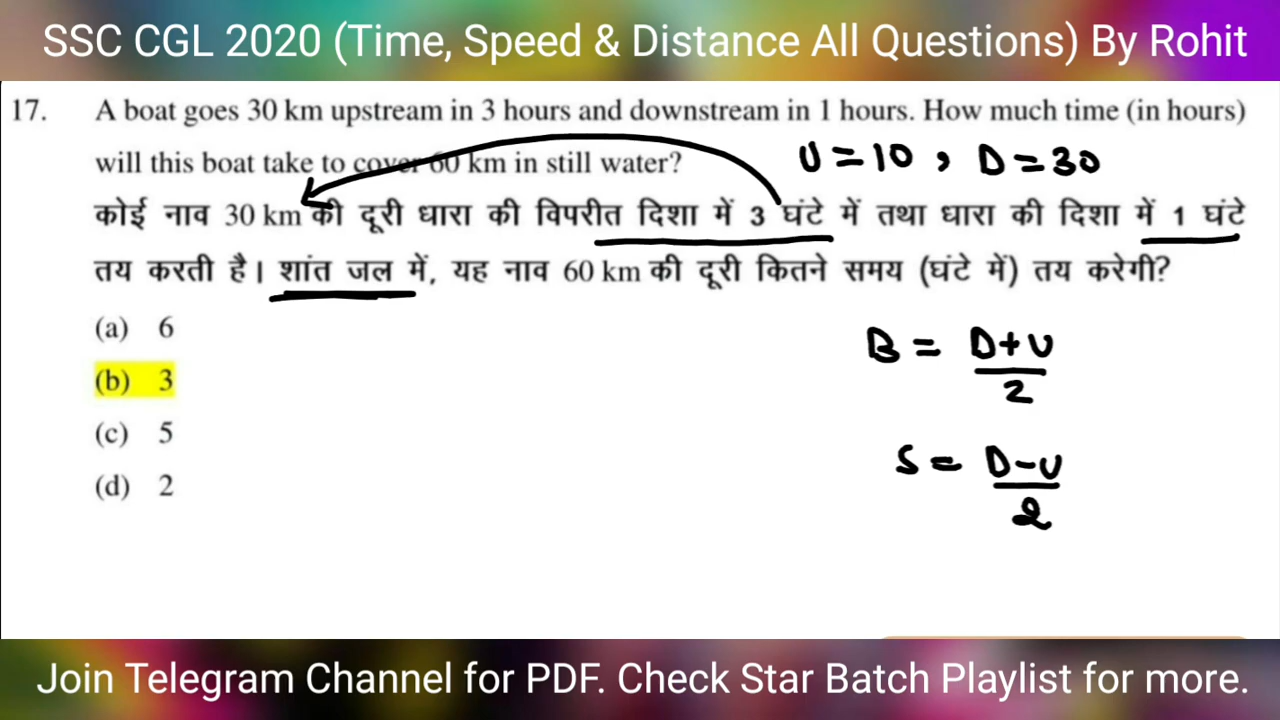 SSC CGL 2020 (Time, Speed & Distance All Questions) By Rohit
17. A boat goes 30 km upstream in 3 hours and downstream in 1 hours. How much time (in hours)
will this boat take to cover 60 km in still water?
U = 10 , D = 30
कोई नाव 30 km की दूरी धारा की विपरीत दिशा में 3 घंटे में तथा धारा की दिशा में 1 घंटे
तय करती है। शांत जल में, यह नाव 60 km की दूरी कितने समय (घंटे में) तय करेगी?
(a) 6
(b) 3
(c) 5
(d) 2
B = D+U
2
S = D-U
2
Join Telegram Channel for PDF. Check Star Batch Playlist for more.